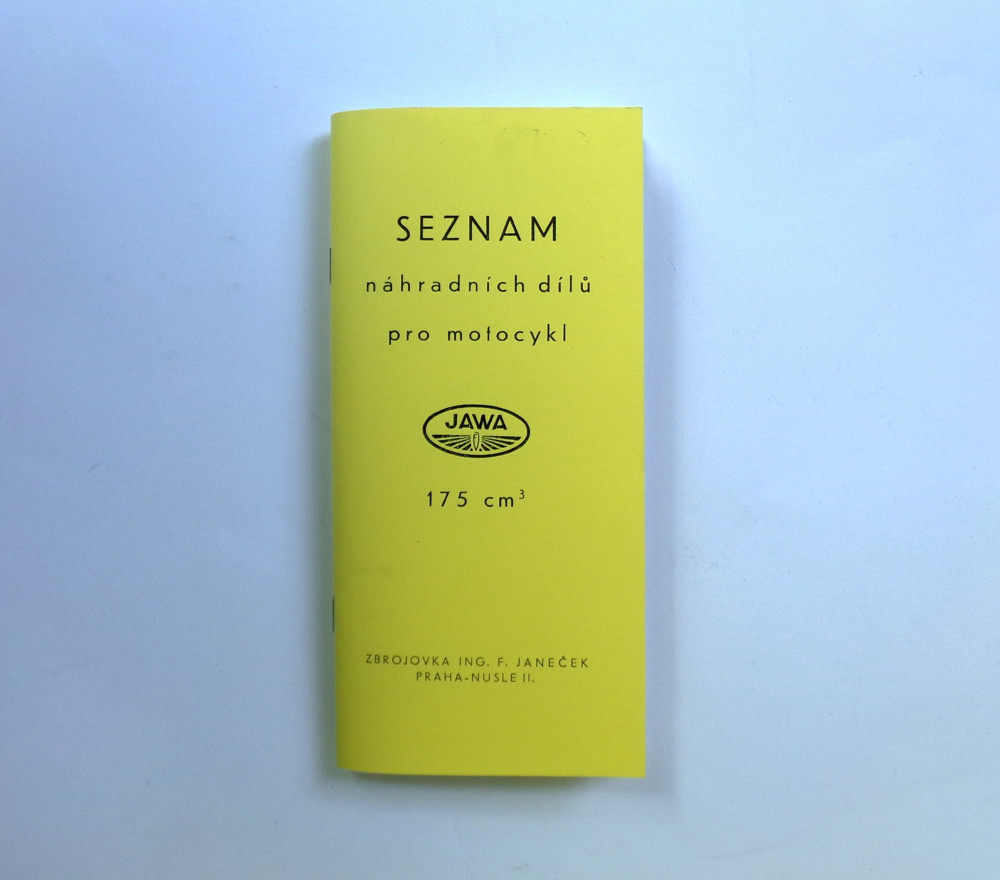 SEZNAM
náhradních dílů
pro motocykl
JAWA
175 cm³
ZBROJOVKA ING. F. JANEČEK
PRAHA-NUSLE II.